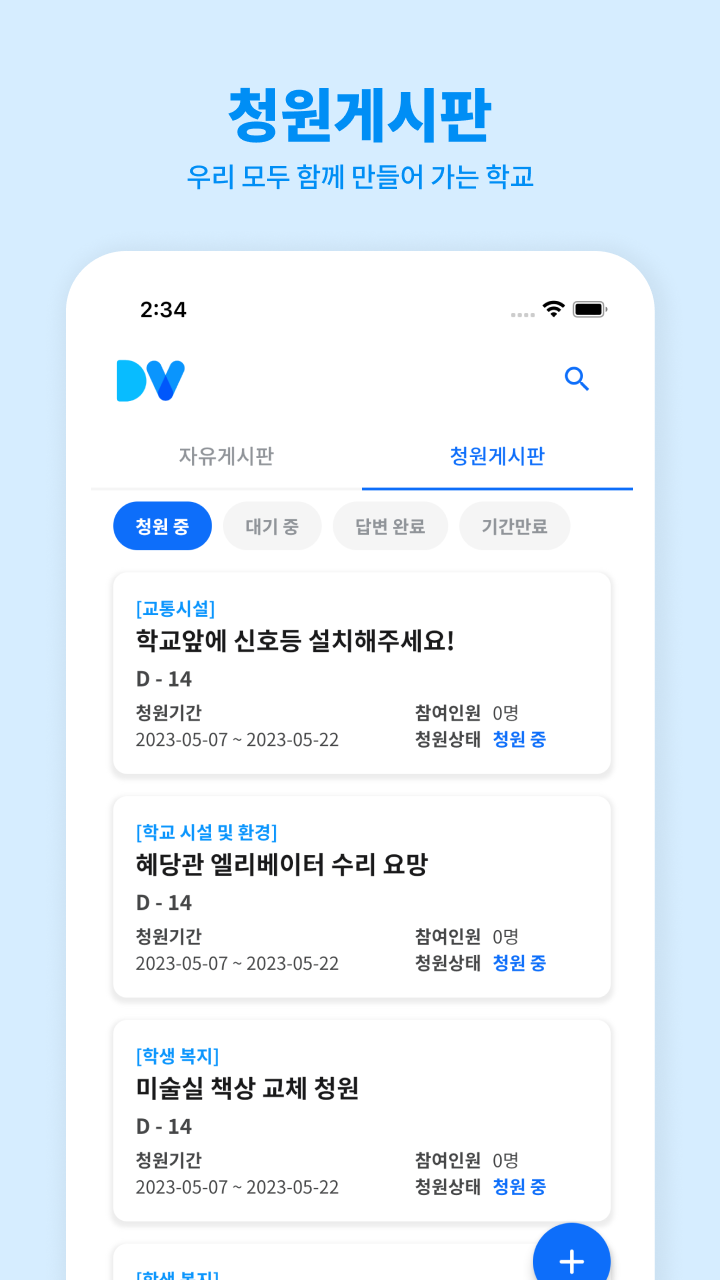 청원게시판
우리 모두 함께 만들어 가는 학교
2:34
DV
자유게시판 청원게시판
청원 중 대기 중 답변 완료 기간만료
[교통시설]
학교앞에 신호등 설치해주세요!
D - 14
청원기간 참여인원 0명
2023-05-07 ~ 2023-05-22 청원상태 청원 중
[학교 시설 및 환경]
혜당관 엘리베이터 수리 요망
D - 14
청원기간 참여인원 0명
2023-05-07 ~ 2023-05-22 청원상태 청원 중
[학생 복지]
미술실 책상 교체 청원
D - 14
청원기간 참여인원 0명
2023-05-07 ~ 2023-05-22 청원상태 청원 중
[학생 복지]